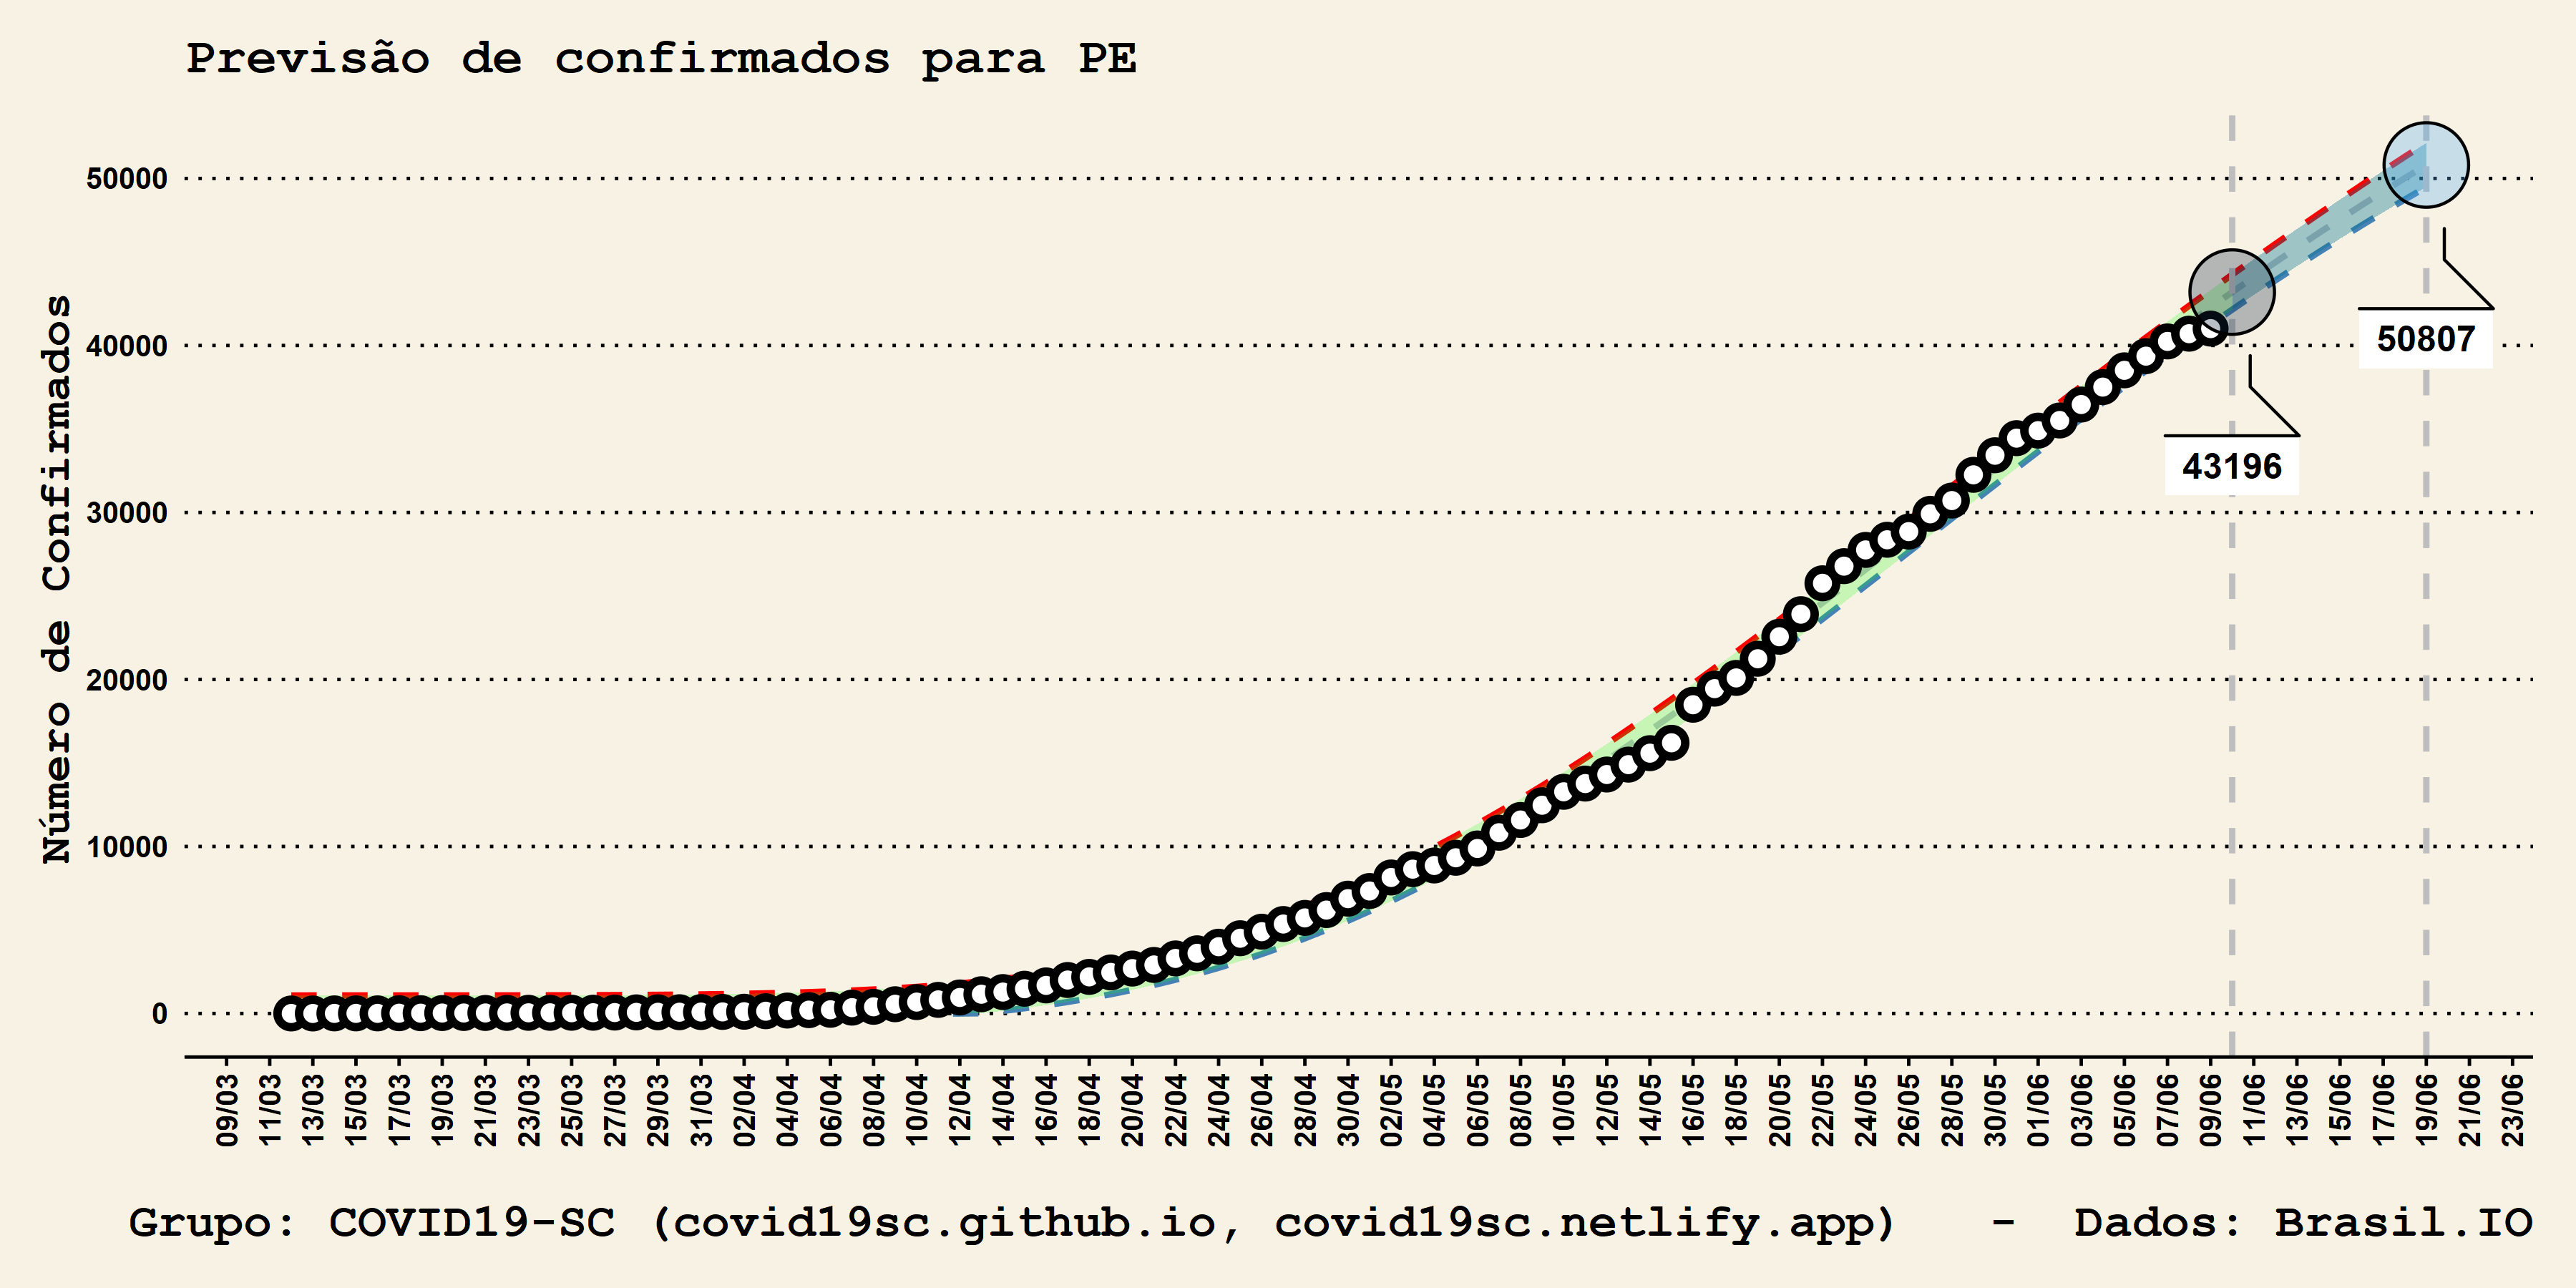 Previsão de confirmados para PE
Número de Confirmados
50000
40000
30000
20000
10000
0
50807
43196
09/03 11/03 13/03 15/03 17/03 19/03 21/03 23/03 25/03 27/03 29/03 31/03 02/04 04/04 06/04 08/04 10/04 12/04 14/04 16/04 18/04 20/04 22/04 24/04 26/04 28/04 30/04 02/05 04/05 06/05 08/05 10/05 12/05 14/05 16/05 18/05 20/05 22/05 24/05 26/05 28/05 30/05 01/06 03/06 05/06 07/06 09/06 11/06 13/06 15/06 17/06 19/06 21/06 23/06
Grupo: COVID19-SC (covid19sc.github.io, covid19sc.netlify.app) - Dados: Brasil.IO